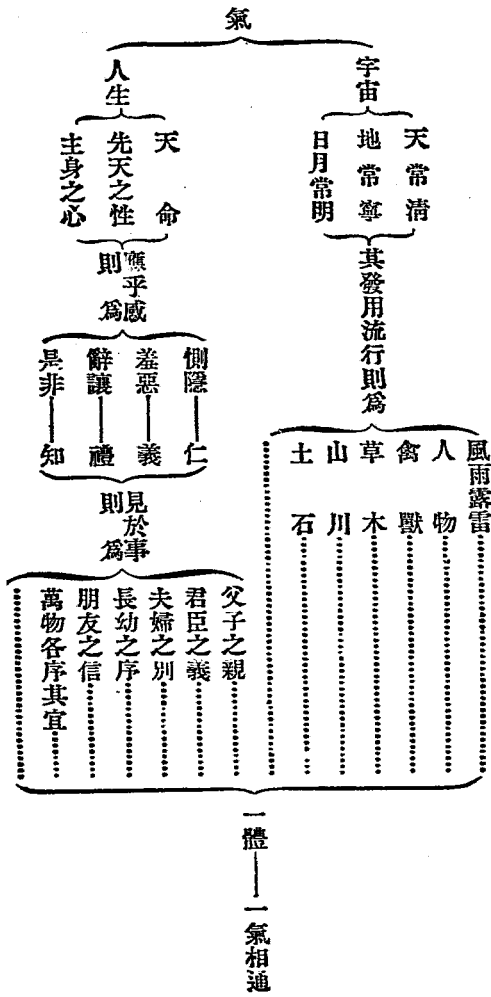 氣
宇宙
天常清
地常寧
日月常明
其發用流行則爲
風雨露雷
人物
禽獸
草木
山川
土石
人生
天命
先天之性
主身之心
應乎感
則爲
惻隱——仁
羞惡——義
辭讓——禮
是非——知
見於事
則爲
父子之親
君臣之義
夫婦之別
長幼之序
朋友之信
萬物各序其宜
一體——一氣相通